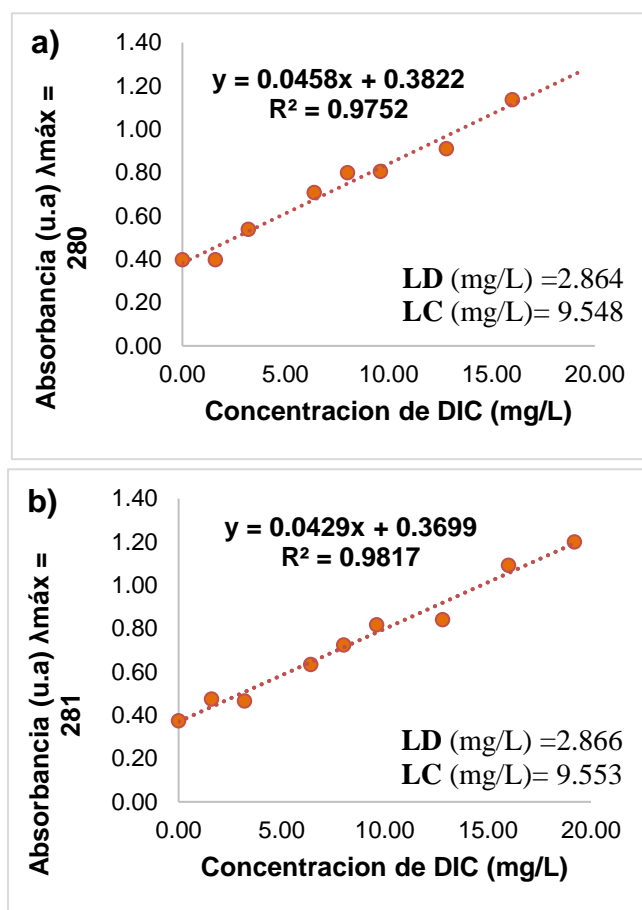 a)
y = 0.0458x + 0.3822
R² = 0.9752
Absorbancia (u.a) λmáx =
280
1.40
1.20
1.00
0.80
0.60
0.40
0.20
0.00
LD (mg/L) =2.864
LC (mg/L)= 9.548
0.00 5.00 10.00 15.00 20.00
Concentracion de DIC (mg/L)
b)
y = 0.0429x + 0.3699
R² = 0.9817
Absorbancia (u.a) λmáx =
281
1.40
1.20
1.00
0.80
0.60
0.40
0.20
0.00
LD (mg/L) =2.866
LC (mg/L)= 9.553
0.00 5.00 10.00 15.00 20.00
Concentracion de DIC (mg/L)